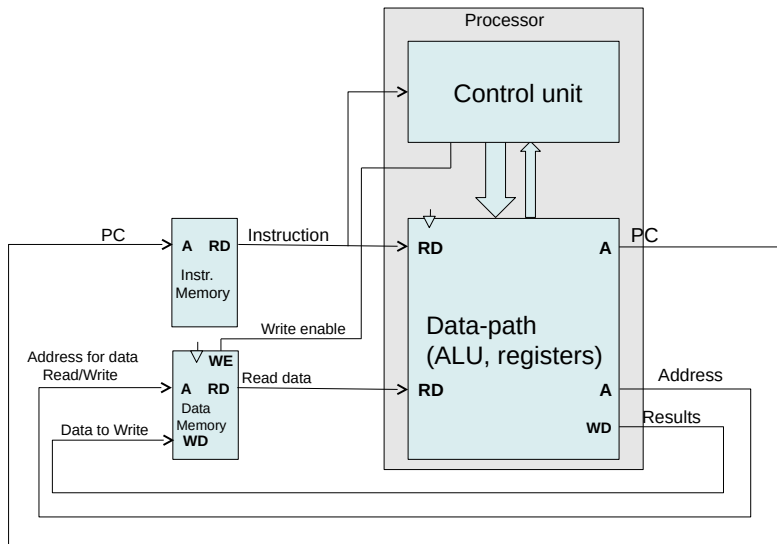 Processor
Control unit
PC
A RD
Instruction
Instr.
Memory
RD
A
PC
Write enable
Data-path
(ALU, registers)
Address for data
Read/Write
WE
A RD
Read data
Data
Memory
WD
Data to Write
RD
A
Address
WD
Results